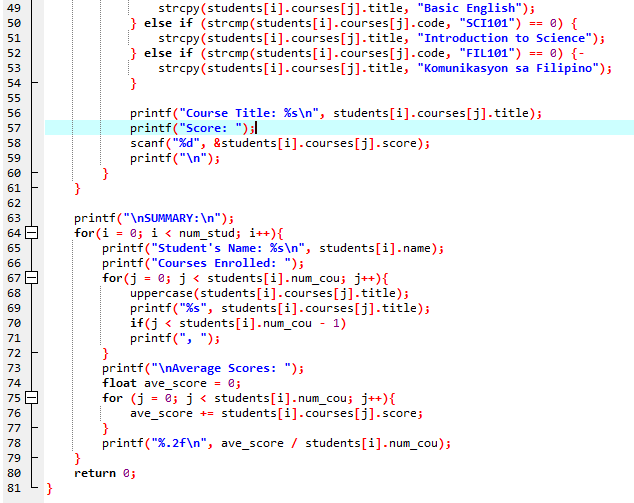 49 strcpy(students[i].courses[j].title, "Basic English");
50 } else if (strcmp(students[i].courses[j].code, "SCI101") == 0) {
51 strcpy(students[i].courses[j].title, "Introduction to Science");
52 } else if (strcmp(students[i].courses[j].code, "FIL101") == 0) {-
53 strcpy(students[i].courses[j].title, "Komunikasyon sa Filipino");
54 }
55
56 printf("Course Title: %s\n", students[i].courses[j].title);
57 printf("Score: ");
58 scanf("%d", &students[i].courses[j].score);
59 printf("\n");
60 }
61 }
62
63 printf("\nSUMMARY:\n");
64 for(i = 0; i < num_stud; i++){
65 printf("Student's Name: %s\n", students[i].name);
66 printf("Courses Enrolled: ");
67 for(j = 0; j < students[i].num_cou; j++){
68 uppercase(students[i].courses[j].title);
69 printf("%s", students[i].courses[j].title);
70 if(j < students[i].num_cou - 1)
71 printf(", ");
72 }
73 printf("\nAverage Scores: ");
74 float ave_score = 0;
75 for (j = 0; j < students[i].num_cou; j++){
76 ave_score += students[i].courses[j].score;
77 }
78 printf("%.2f\n", ave_score / students[i].num_cou);
79 }
80 return 0;
81 }